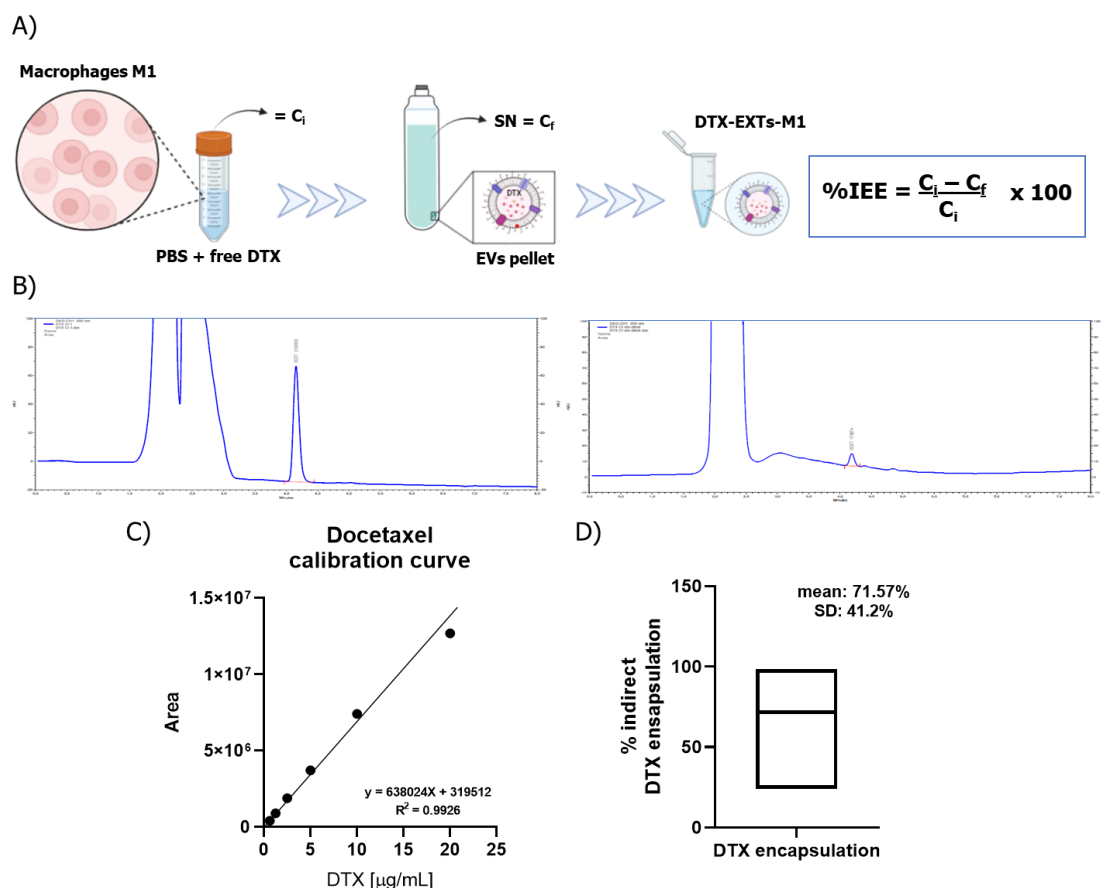 A)
Macrophages M1
= Ci
PBS + free DTX
SN = Cf
DTX
EVs pellet
DTX-EXTs-M1
%IEE = Ci – Cf / Ci x 100
B)
Minutes
Minutes
C)
Docetaxel
calibration curve
1.5×10⁷
1×10⁷
5×10⁶
0
Area
y = 638024X + 319512
R² = 0.9926
0 5 10 15 20 25
DTX [µg/mL]
D)
150
100
50
0
% indirect
DTX ensapsulation
mean: 71.57%
SD: 41.2%
DTX encapsulation